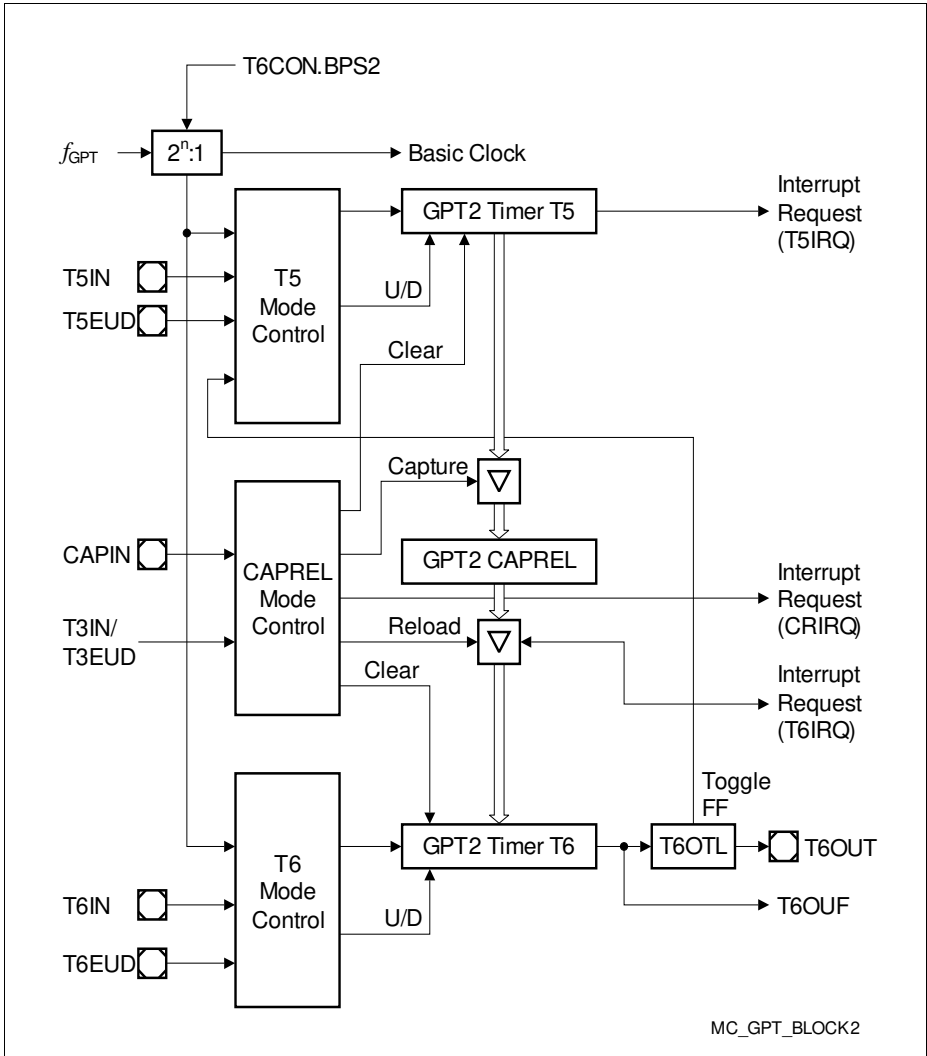 T6CON.BPS2
fGPT
2n:1
Basic Clock
GPT2 Timer T5
Interrupt
Request
(T5IRQ)
T5IN
T5EUD
T5
Mode
Control
U/D
Clear
Capture
CAPIN
T3IN/
T3EUD
CAPREL
Mode
Control
GPT2 CAPREL
Interrupt
Request
(CRIRQ)
Reload
Clear
Interrupt
Request
(T6IRQ)
Toggle
FF
GPT2 Timer T6
T6OTL
T6OUT
T6
Mode
Control
T6IN
T6EUD
U/D
T6OUF
MC_GPT_BLOCK2